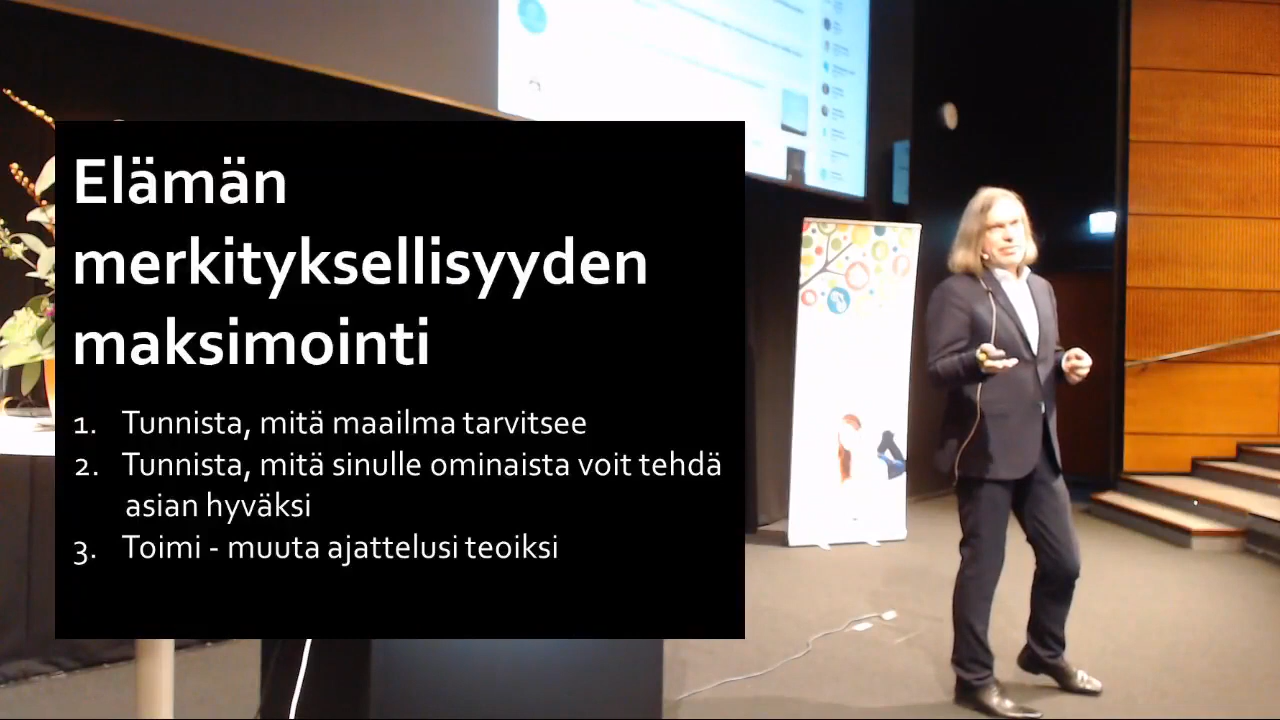 Elämän
merkityksellisyyden
maksimointi
1. Tunnista, mitä maailma tarvitsee
2. Tunnista, mitä sinulle ominaista voit tehdä
asian hyväksi
3. Toimi - muuta ajattelusi teoiksi